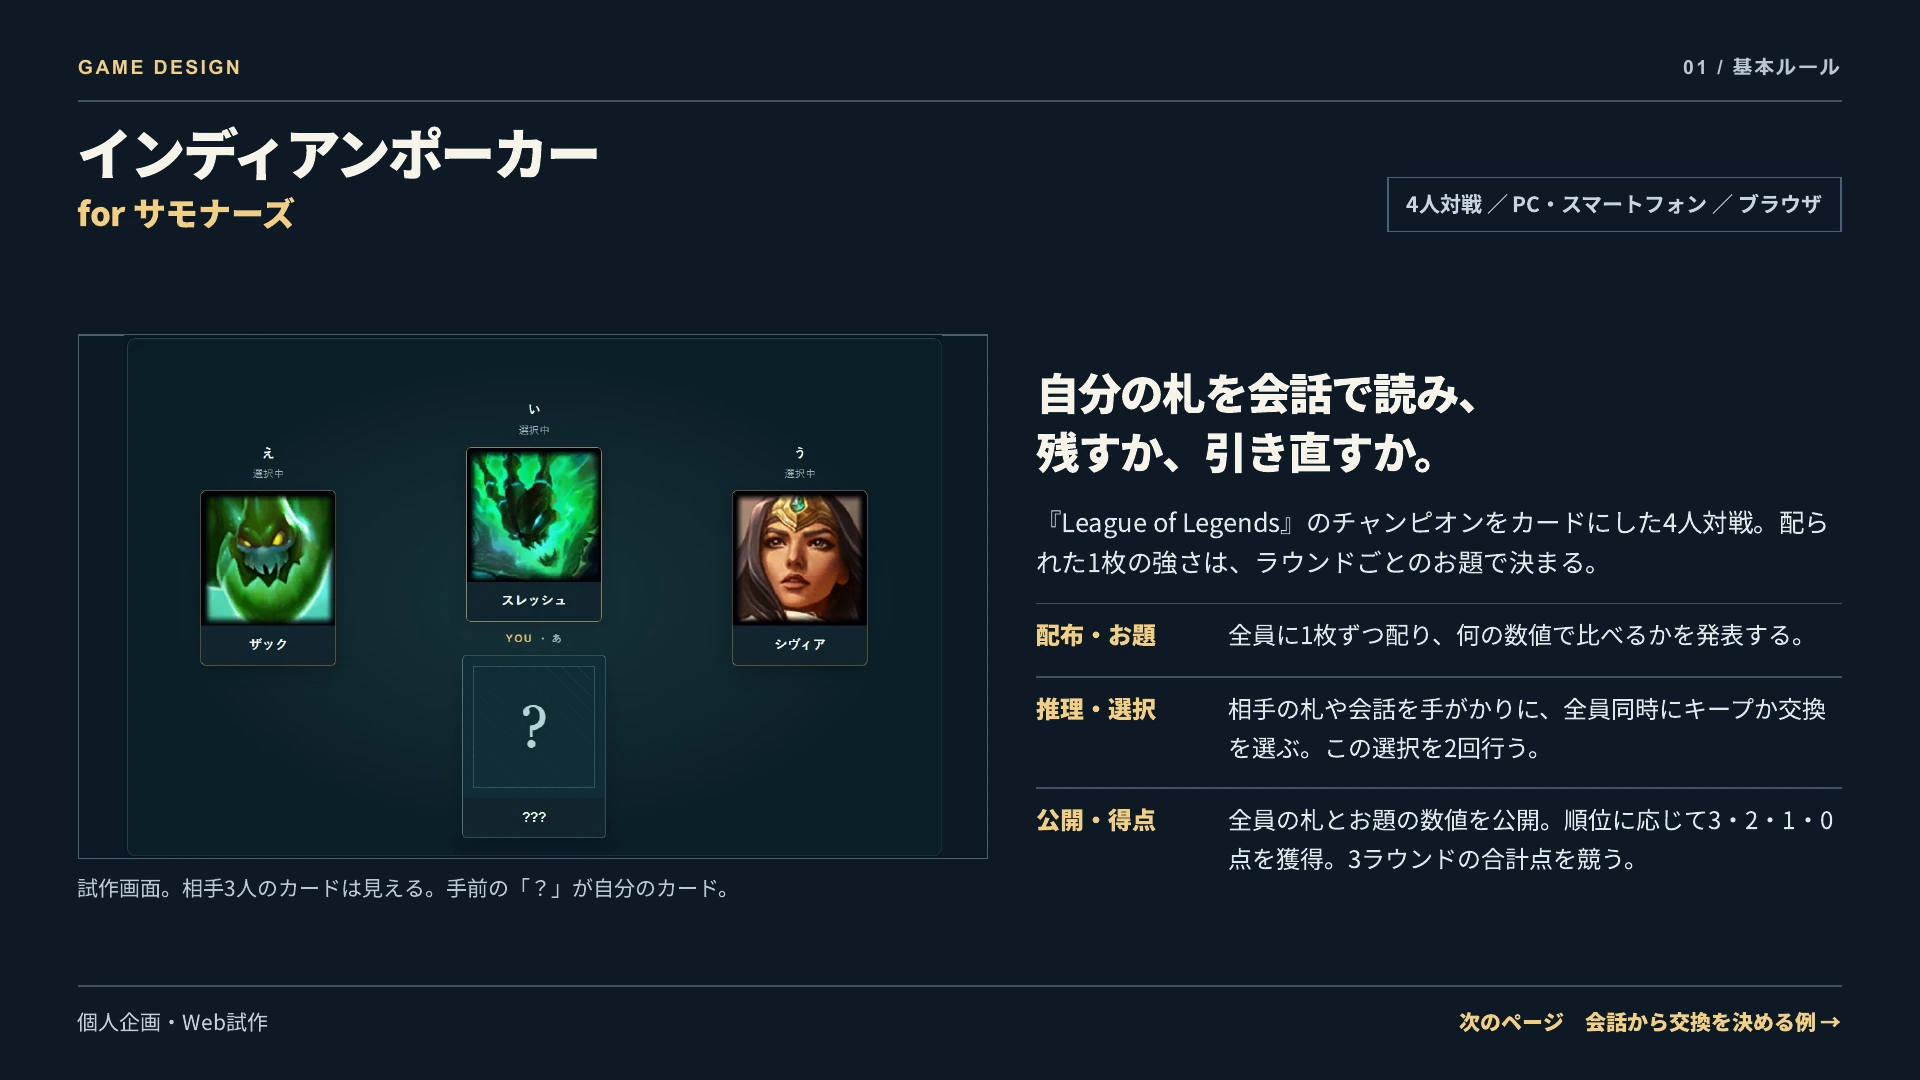 GAME DESIGN
01 / 基本ルール
インディアンポーカー
for サモナーズ
4人対戦 ／ PC・スマートフォン ／ ブラウザ
い
選択中
え
選択中
う
選択中
スレッシュ
ザック
シヴィア
YOU ・ あ
?
???
試作画面。相手3人のカードは見える。手前の「？」が自分のカード。
自分の札を会話で読み、
残すか、引き直すか。
『League of Legends』のチャンピオンをカードにした4人対戦。配ら
れた1枚の強さは、ラウンドごとのお題で決まる。
配布・お題
全員に1枚ずつ配り、何の数値で比べるかを発表する。
推理・選択
相手の札や会話を手がかりに、全員同時にキープか交換
を選ぶ。この選択を2回行う。
公開・得点
全員の札とお題の数値を公開。順位に応じて3・2・1・0
点を獲得。3ラウンドの合計点を競う。
個人企画・Web試作
次のページ　会話から交換を決める例 →